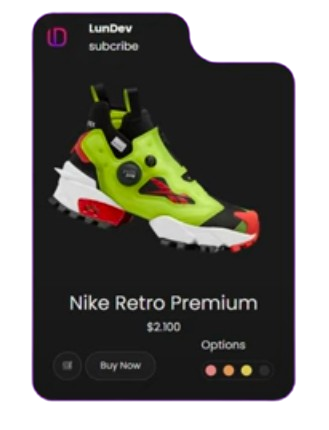 LunDev
subcribe
Nike Retro Premium
$2.100
Options
Buy Now